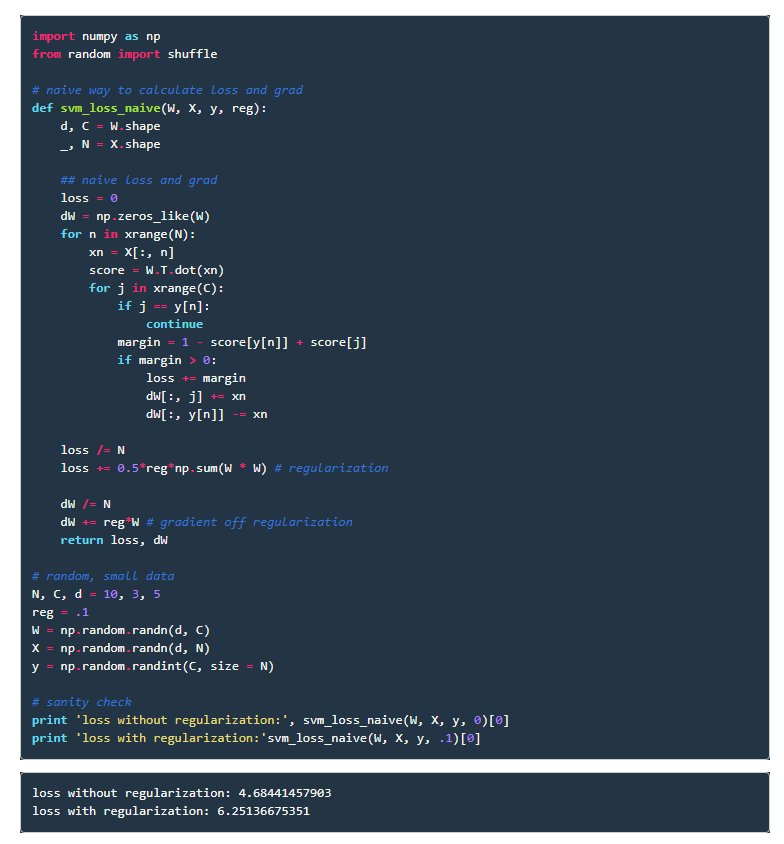 import numpy as np
from random import shuffle
# naive way to calculate loss and grad
def svm_loss_naive(W, X, y, reg):
    d, C = W.shape
    _, N = X.shape
    ## naive loss and grad
    loss = 0
    dW = np.zeros_like(W)
    for n in xrange(N):
        xn = X[:, n]
        score = W.T.dot(xn)
        for j in xrange(C):
            if j == y[n]:
                continue
            margin = 1 - score[y[n]] + score[j]
            if margin > 0:
                loss += margin
                dW[:, j] += xn
                dW[:, y[n]] -= xn
    loss /= N
    loss += 0.5*reg*np.sum(W * W) # regularization
    dW /= N
    dW += reg*W # gradient off regularization
    return loss, dW
# random, small data
N, C, d = 10, 3, 5
reg = .1
W = np.random.randn(d, C)
X = np.random.randn(d, N)
y = np.random.randint(C, size = N)
# sanity check
print 'loss without regularization:', svm_loss_naive(W, X, y, 0)[0]
print 'loss with regularization:'svm_loss_naive(W, X, y, .1)[0]
loss without regularization: 4.68441457903
loss with regularization: 6.25136675351